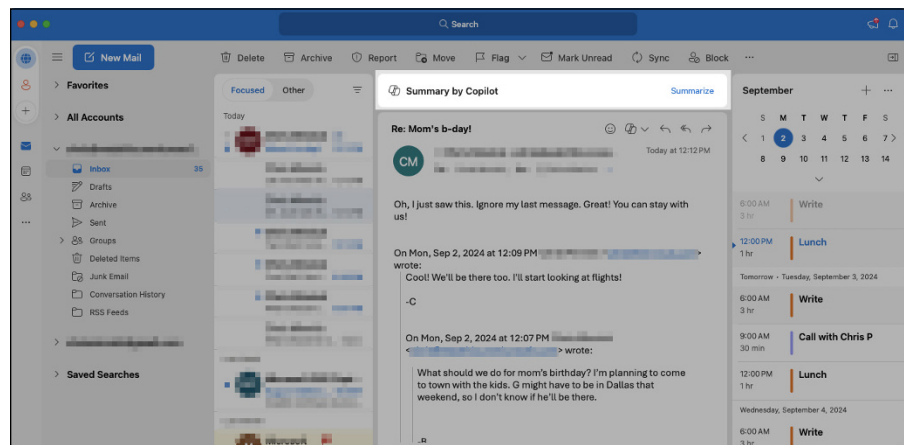 Search
New Mail
Delete
Archive
Report
Move
Flag
Mark Unread
Sync
Block
Favorites
All Accounts
Inbox 35
Drafts
Archive
Sent
Groups
Deleted Items
Junk Email
Conversation History
RSS Feeds
Saved Searches
Focused Other
Today
Summary by Copilot Summarize
Re: Mom's b-day!
CM
Today at 12:12 PM
Oh, I just saw this. Ignore my last message. Great! You can stay with
us!
On Mon, Sep 2, 2024 at 12:09 PM
wrote:
Cool! We'll be there too. I'll start looking at flights!
-C
On Mon, Sep 2, 2024 at 12:07 PM
< > wrote:
What should we do for mom's birthday? I'm planning to come
to town with the kids. G might have to be in Dallas that
weekend, so I don't know if he'll be there.
-B
September
S M T W T F S
1 2 3 4 5 6 7
8 9 10 11 12 13 14
6:00 AM Write
3 hr
12:00 PM Lunch
1 hr
Tomorrow · Tuesday, September 3, 2024
6:00 AM Write
3 hr
9:00 AM Call with Chris P
30 min
12:00 PM Lunch
1 hr
Wednesday, September 4, 2024
6:00 AM Write
3 hr